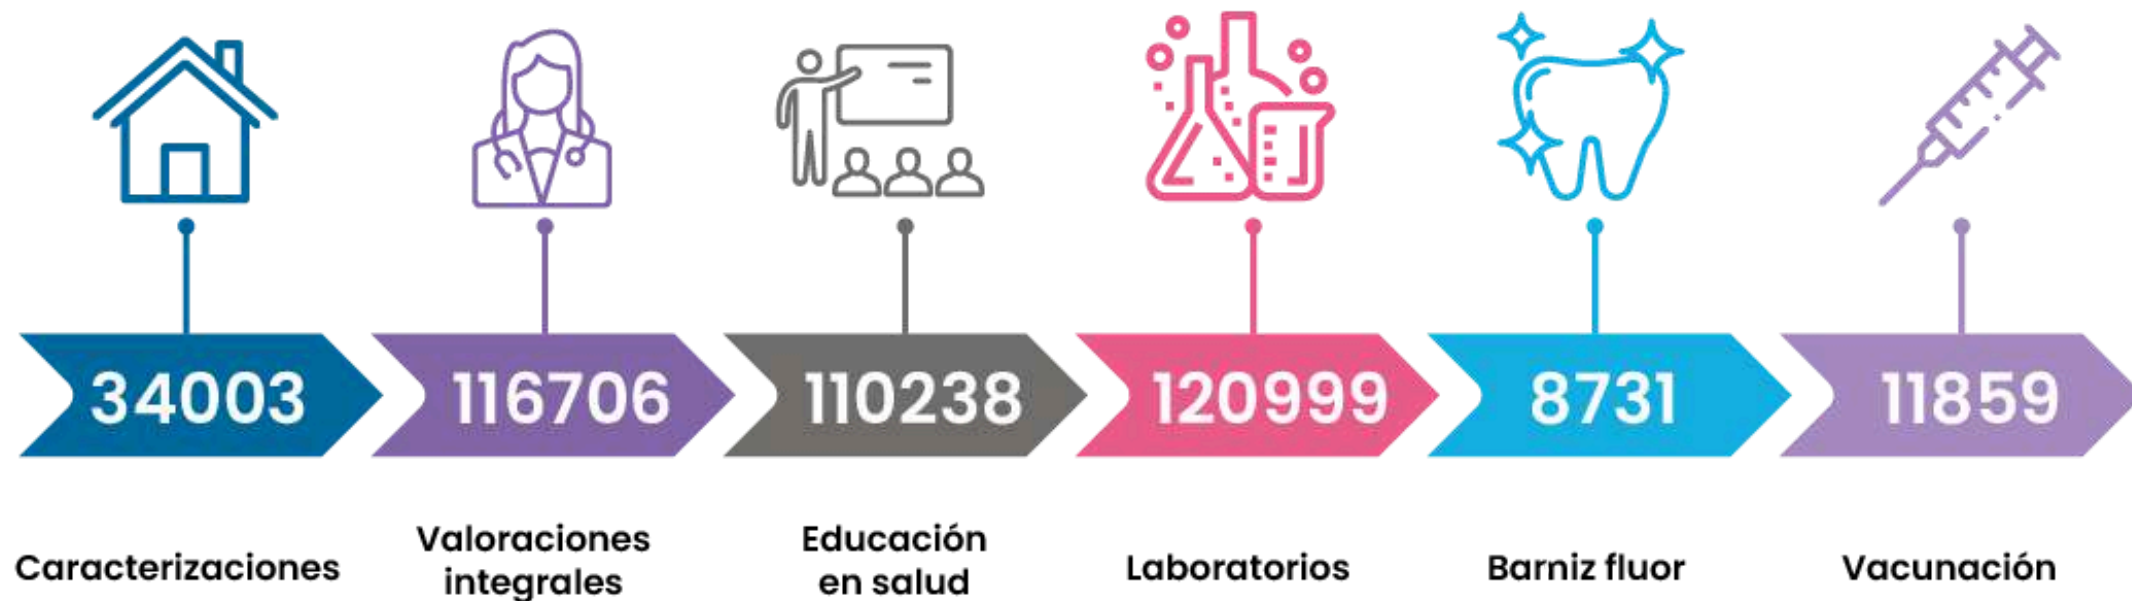 34003
116706
110238
120999
8731
11859
Caracterizaciones
Valoraciones
integrales
Educación
en salud
Laboratorios
Barniz fluor
Vacunación